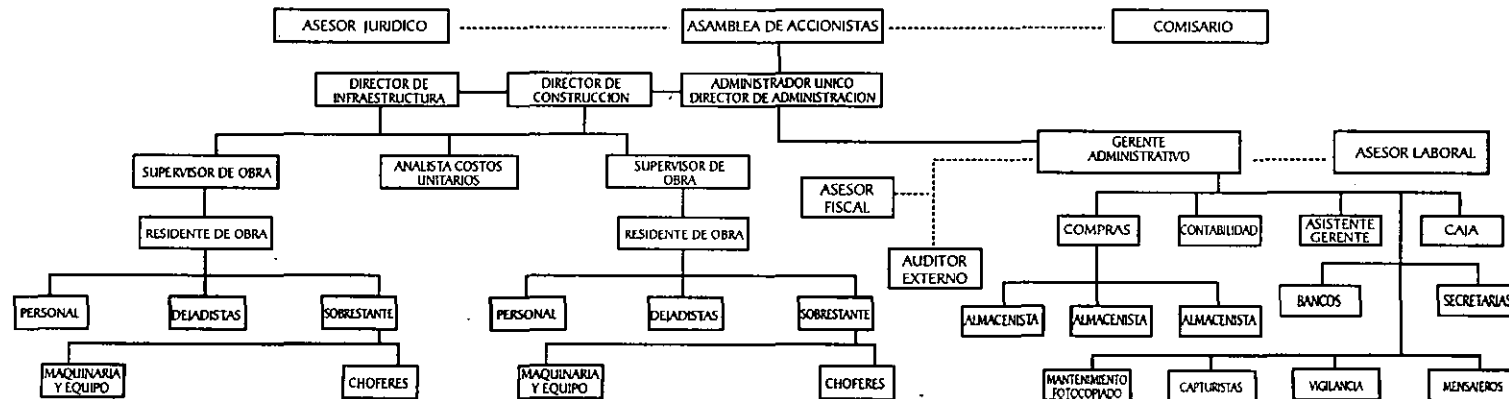 ASESOR JURIDICO
ASAMBLEA DE ACCIONISTAS
COMISARIO
DIRECTOR DE
INFRAESTRUCTURA
DIRECTOR DE
CONSTRUCCION
ADMINISTRADOR UNICO
DIRECTOR DE ADMINISTRACION
GERENTE
ADMINISTRATIVO
ASESOR LABORAL
SUPERVISOR DE OBRA
ANALISTA COSTOS
UNITARIOS
SUPERVISOR DE
OBRA
ASESOR
FISCAL
RESIDENTE DE OBRA
RESIDENTE DE OBRA
COMPRAS
CONTABILIDAD
ASISTENTE
GERENTE
CAJA
AUDITOR
EXTERNO
PERSONAL
DEJADISTAS
SOBRESTANTE
PERSONAL
DEJADISTAS
SOBRESTANTE
ALMACENISTA
ALMACENISTA
ALMACENISTA
BANCOS
SECRETARIAS
MAQUINARIA
Y EQUIPO
CHOFERES
MAQUINARIA
Y EQUIPO
CHOFERES
MANTENIMIENTO
FOTOCOPIADO
CAPTURISTAS
VIGILANCIA
MENSAJEROS